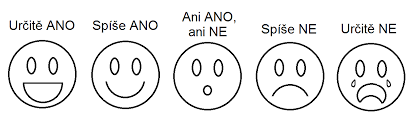 Určitě ANO
Spíše ANO
Ani ANO,
ani NE
Spíše NE
Určitě NE